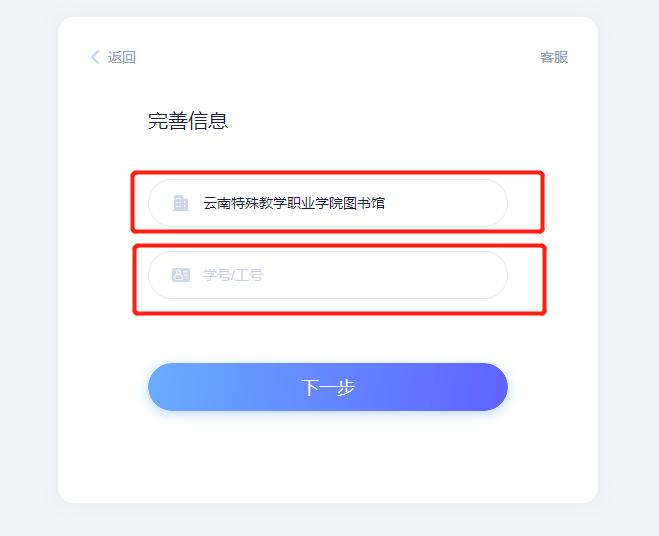 返回
客服
完善信息
云南特殊教学职业学院图书馆
学号/工号
下一步